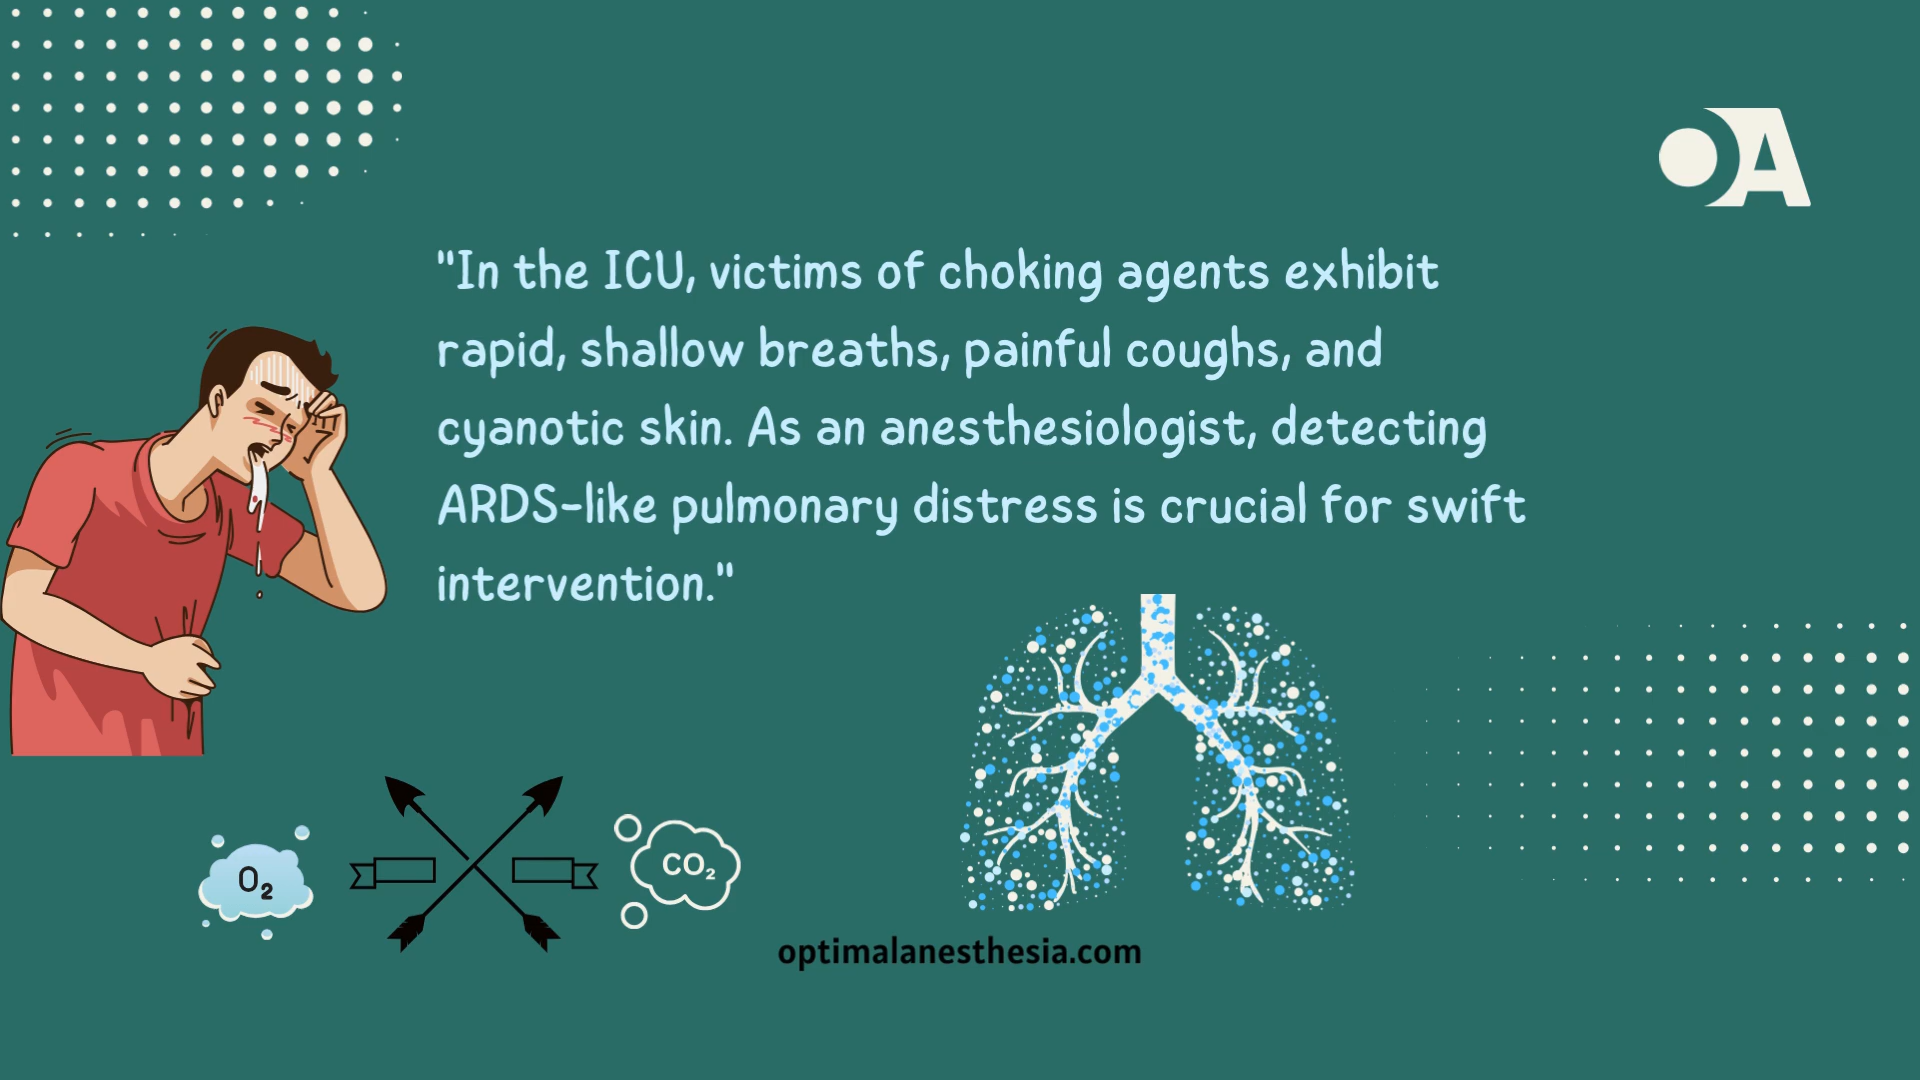 OA
"In the ICU, victims of choking agents exhibit
rapid, shallow breaths, painful coughs, and
cyanotic skin. As an anesthesiologist, detecting
ARDS-like pulmonary distress is crucial for swift
intervention."
O₂
CO₂
optimalanesthesia.com